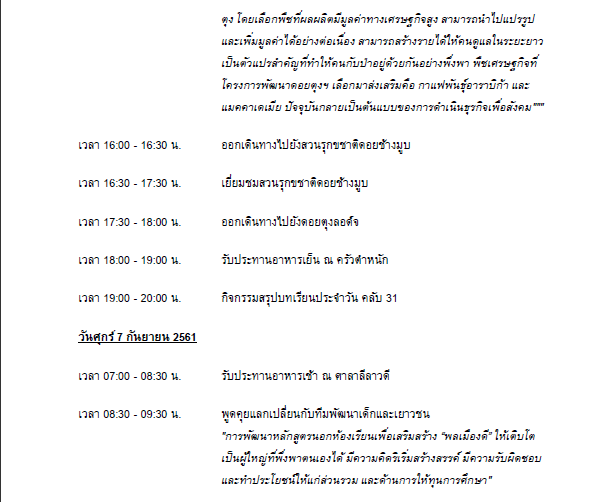 ตุง โดยเลือกพืชที่ผลผลิตมีมูลค่าทางเศรษฐกิจสูง สามารถนำไปแปรรูป
และเพิ่มมูลค่าได้อย่างต่อเนื่อง สามารถสร้างรายได้ให้คนดูแลในระยะยาว
เป็นตัวแปรสำคัญที่ทำให้คนกับป่าอยู่ด้วยกันอย่างพึ่งพา พืชเศรษฐกิจที่
โครงการพัฒนาดอยตุงฯ เลือกมาส่งเสริมคือ กาแฟพันธุ์อาราบิก้า และ
แมคคาเดเมีย ปัจจุบันกลายเป็นต้นแบบของการดำเนินธุรกิจเพื่อสังคม"""
เวลา 16:00 - 16:30 น. ออกเดินทางไปยังสวนรุกขชาติดอยช้างมูบ
เวลา 16:30 - 17:30 น. เยี่ยมชมสวนรุกขชาติดอยช้างมูบ
เวลา 17:30 - 18:00 น. ออกเดินทางไปยังดอยตุงลอด์จ
เวลา 18:00 - 19:00 น. รับประทานอาหารเย็น ณ ครัวตำหนัก
เวลา 19:00 - 20:00 น. กิจกรรมสรุปบทเรียนประจำวัน คลับ 31
วันศุกร์ 7 กันยายน 2561
เวลา 07:00 - 08:30 น. รับประทานอาหารเช้า ณ ศาลาลีลาวดี
เวลา 08:30 - 09:30 น. พูดคุยแลกเปลี่ยนกับทีมพัฒนาเด็กและเยาวชน
"การพัฒนาหลักสูตรนอกห้องเรียนเพื่อเสริมสร้าง "พลเมืองดี" ให้เติบโต
เป็นผู้ใหญ่ที่พึ่งพาตนเองได้ มีความคิดริเริ่มสร้างสรรค์ มีความรับผิดชอบ
และทำประโยชน์ให้แก่ส่วนรวม และด้านการให้ทุนการศึกษา"